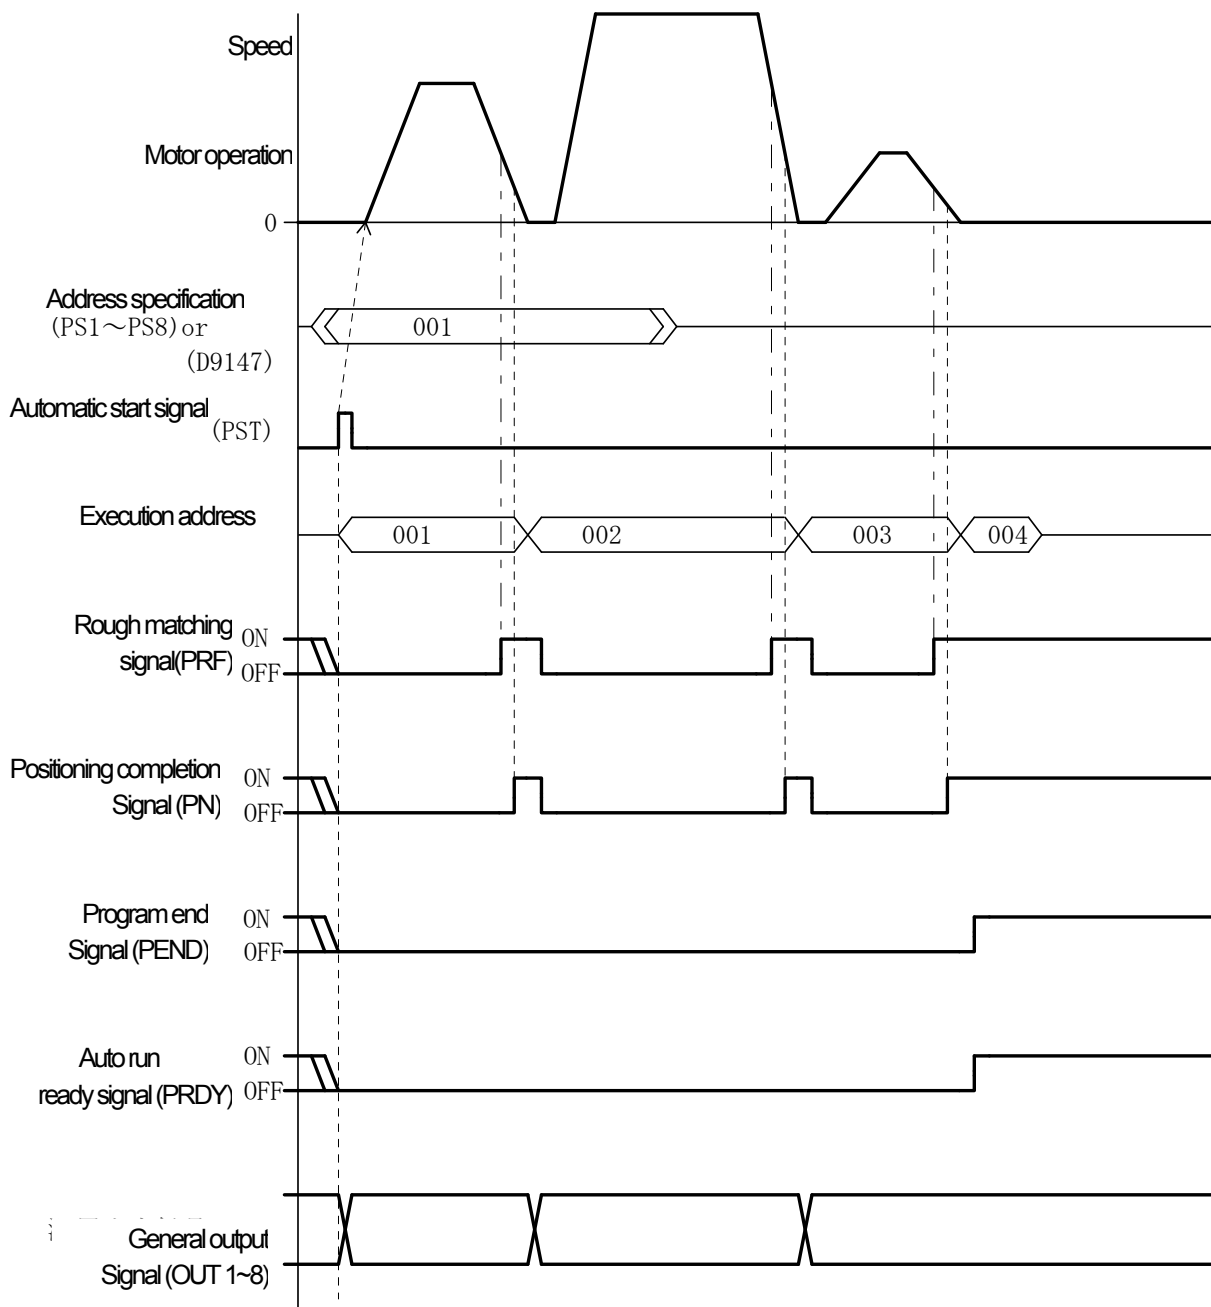 Speed
Motor operation
0
Address specification
(PS1～PS8) or
001
(D9147)
Automatic start signal
(PST)
Execution address
001
002
003
004
Rough matching
ON
signal(PRF)
OFF
Positioning completion
ON
Signal (PN)
OFF
Program end
ON
Signal (PEND)
OFF
Auto run
ON
ready signal (PRDY)
OFF
General output
Signal (OUT 1~8)